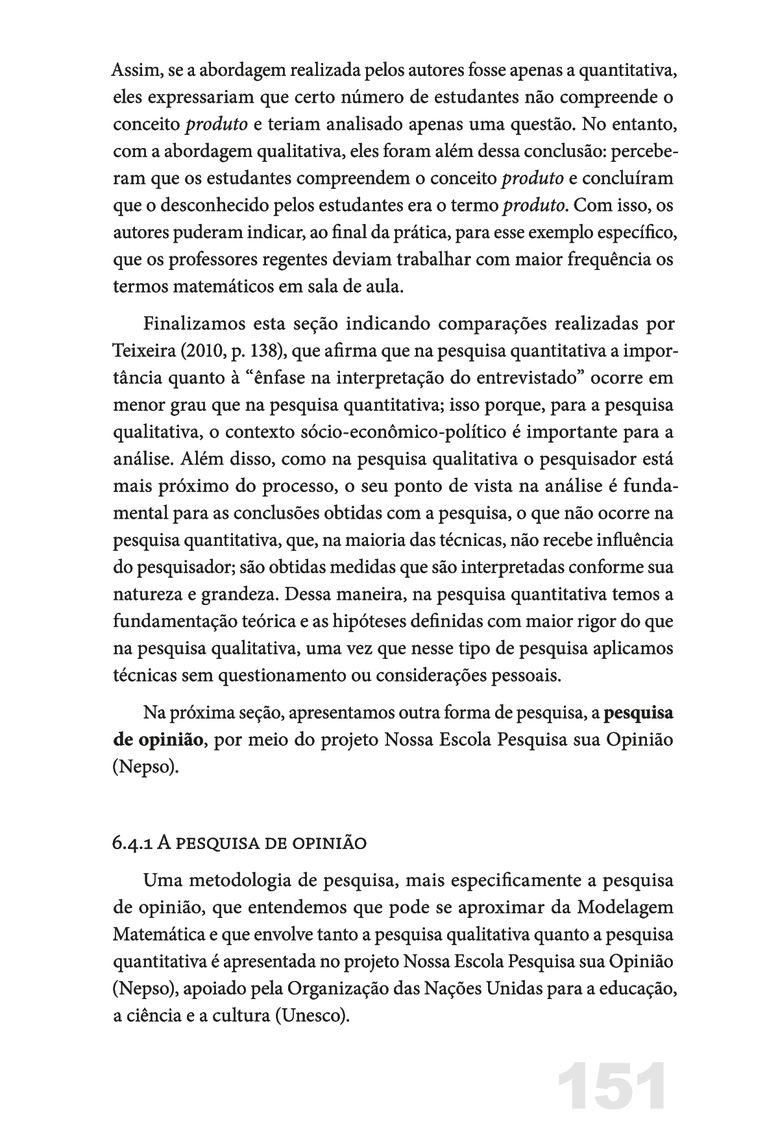 Assim, se a abordagem realizada pelos autores fosse apenas a quantitativa,
eles expressariam que certo número de estudantes não compreende o
conceito produto e teriam analisado apenas uma questão. No entanto,
com a abordagem qualitativa, eles foram além dessa conclusão: percebe-
ram que os estudantes compreendem o conceito produto e concluíram
que o desconhecido pelos estudantes era o termo produto. Com isso, os
autores puderam indicar, ao final da prática, para esse exemplo específico,
que os professores regentes deviam trabalhar com maior frequência os
termos matemáticos em sala de aula.
Finalizamos esta seção indicando comparações realizadas por
Teixeira (2010, p. 138), que afirma que na pesquisa quantitativa a impor-
tância quanto à “ênfase na interpretação do entrevistado” ocorre em
menor grau que na pesquisa quantitativa; isso porque, para a pesquisa
qualitativa, o contexto sócio-econômico-político é importante para a
análise. Além disso, como na pesquisa qualitativa o pesquisador está
mais próximo do processo, o seu ponto de vista na análise é funda-
mental para as conclusões obtidas com a pesquisa, o que não ocorre na
pesquisa quantitativa, que, na maioria das técnicas, não recebe influência
do pesquisador; são obtidas medidas que são interpretadas conforme sua
natureza e grandeza. Dessa maneira, na pesquisa quantitativa temos a
fundamentação teórica e as hipóteses definidas com maior rigor do que
na pesquisa qualitativa, uma vez que nesse tipo de pesquisa aplicamos
técnicas sem questionamento ou considerações pessoais.
Na próxima seção, apresentamos outra forma de pesquisa, a pesquisa
de opinião, por meio do projeto Nossa Escola Pesquisa sua Opinião
(Nepso).
6.4.1 A pesquisa de opinião
Uma metodologia de pesquisa, mais especificamente a pesquisa
de opinião, que entendemos que pode se aproximar da Modelagem
Matemática e que envolve tanto a pesquisa qualitativa quanto a pesquisa
quantitativa é apresentada no projeto Nossa Escola Pesquisa sua Opinião
(Nepso), apoiado pela Organização das Nações Unidas para a educação,
a ciência e a cultura (Unesco).
151